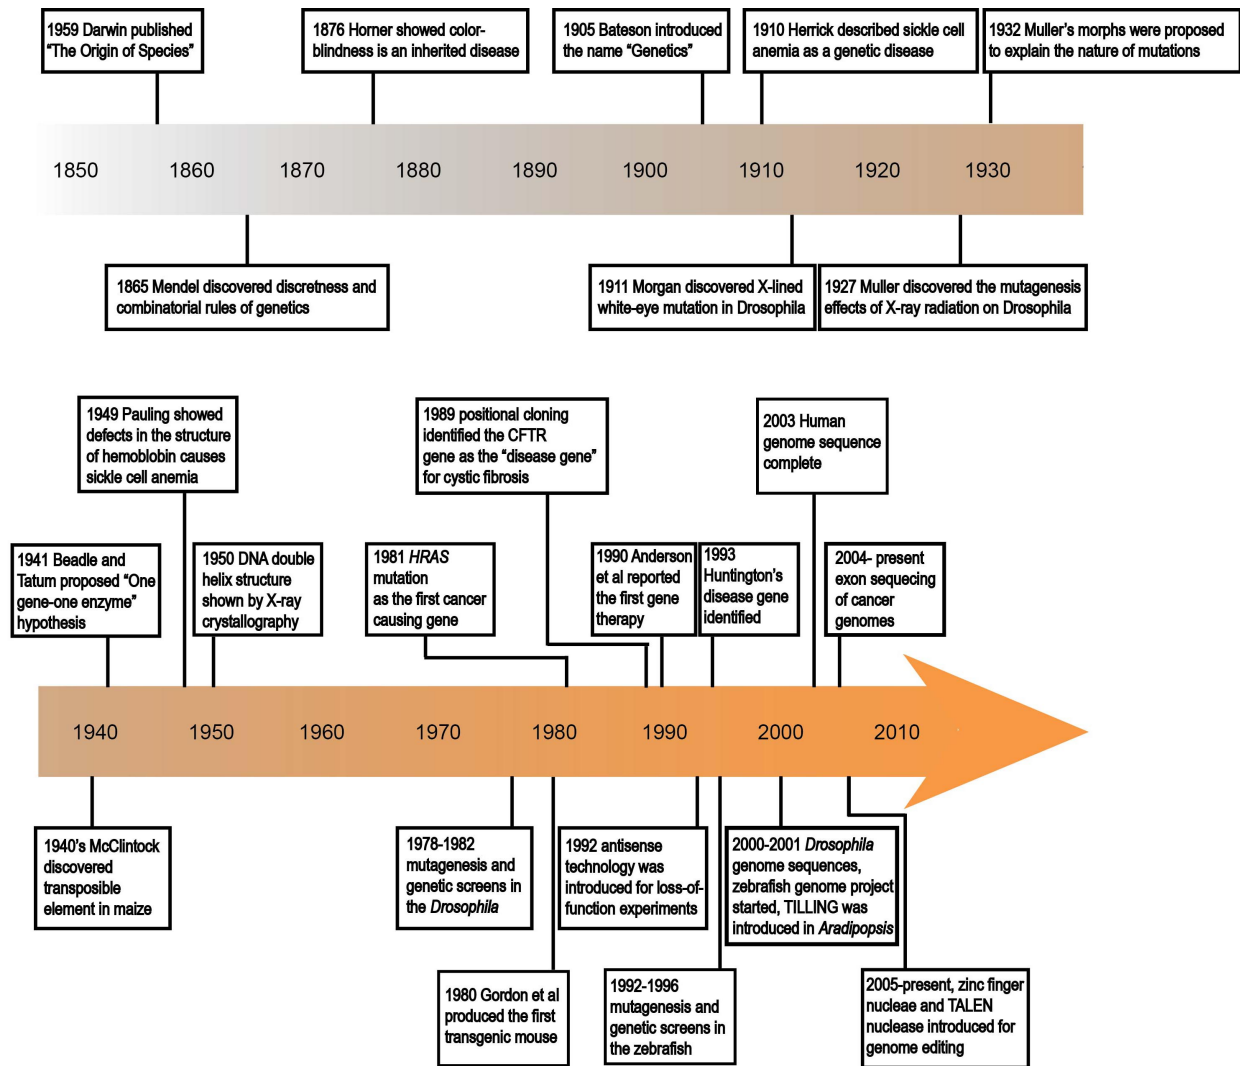 1959 Darwin published
“The Origin of Species”
1876 Horner showed color-
blindness is an inherited disease
1905 Bateson introduced
the name “Genetics”
1910 Herrick described sickle cell
anemia as a genetic disease
1932 Muller’s morphs were proposed
to explain the nature of mutations
1850 1860 1870 1880 1890 1900 1910 1920 1930
1865 Mendel discovered discretness and
combinatorial rules of genetics
1911 Morgan discovered X-lined
white-eye mutation in Drosophila
1927 Muller discovered the mutagenesis
effects of X-ray radiation on Drosophila
1949 Pauling showed
defects in the structure
of hemoblobin causes
sickle cell anemia
1989 positional cloning
identified the CFTR
gene as the “disease gene”
for cystic fibrosis
2003 Human
genome sequence
complete
1941 Beadle and
Tatum proposed “One
gene-one enzyme”
hypothesis
1950 DNA double
helix structure
shown by X-ray
crystallography
1981 HRAS
mutation
as the first cancer
causing gene
1990 Anderson
et al reported
the first gene
therapy
1993
Huntington’s
disease gene
identified
2004- present
exon sequecing
of cancer
genomes
1940 1950 1960 1970 1980 1990 2000 2010
1940’s McClintock
discovered
transposible
element in maize
1978-1982
mutagenesis and
genetic screens in
the Drosophila
1992 antisense
technology was
introduced for loss-of-
function experiments
2000-2001 Drosophila
genome sequences,
zebrafish genome project
started, TILLING was
introduced in Aradipopsis
1980 Gordon et al
produced the first
transgenic mouse
1992-1996
mutagenesis and
genetic screens in
the zebrafish
2005-present, zinc finger
nucleae and TALEN
nuclease introduced for
genome editing